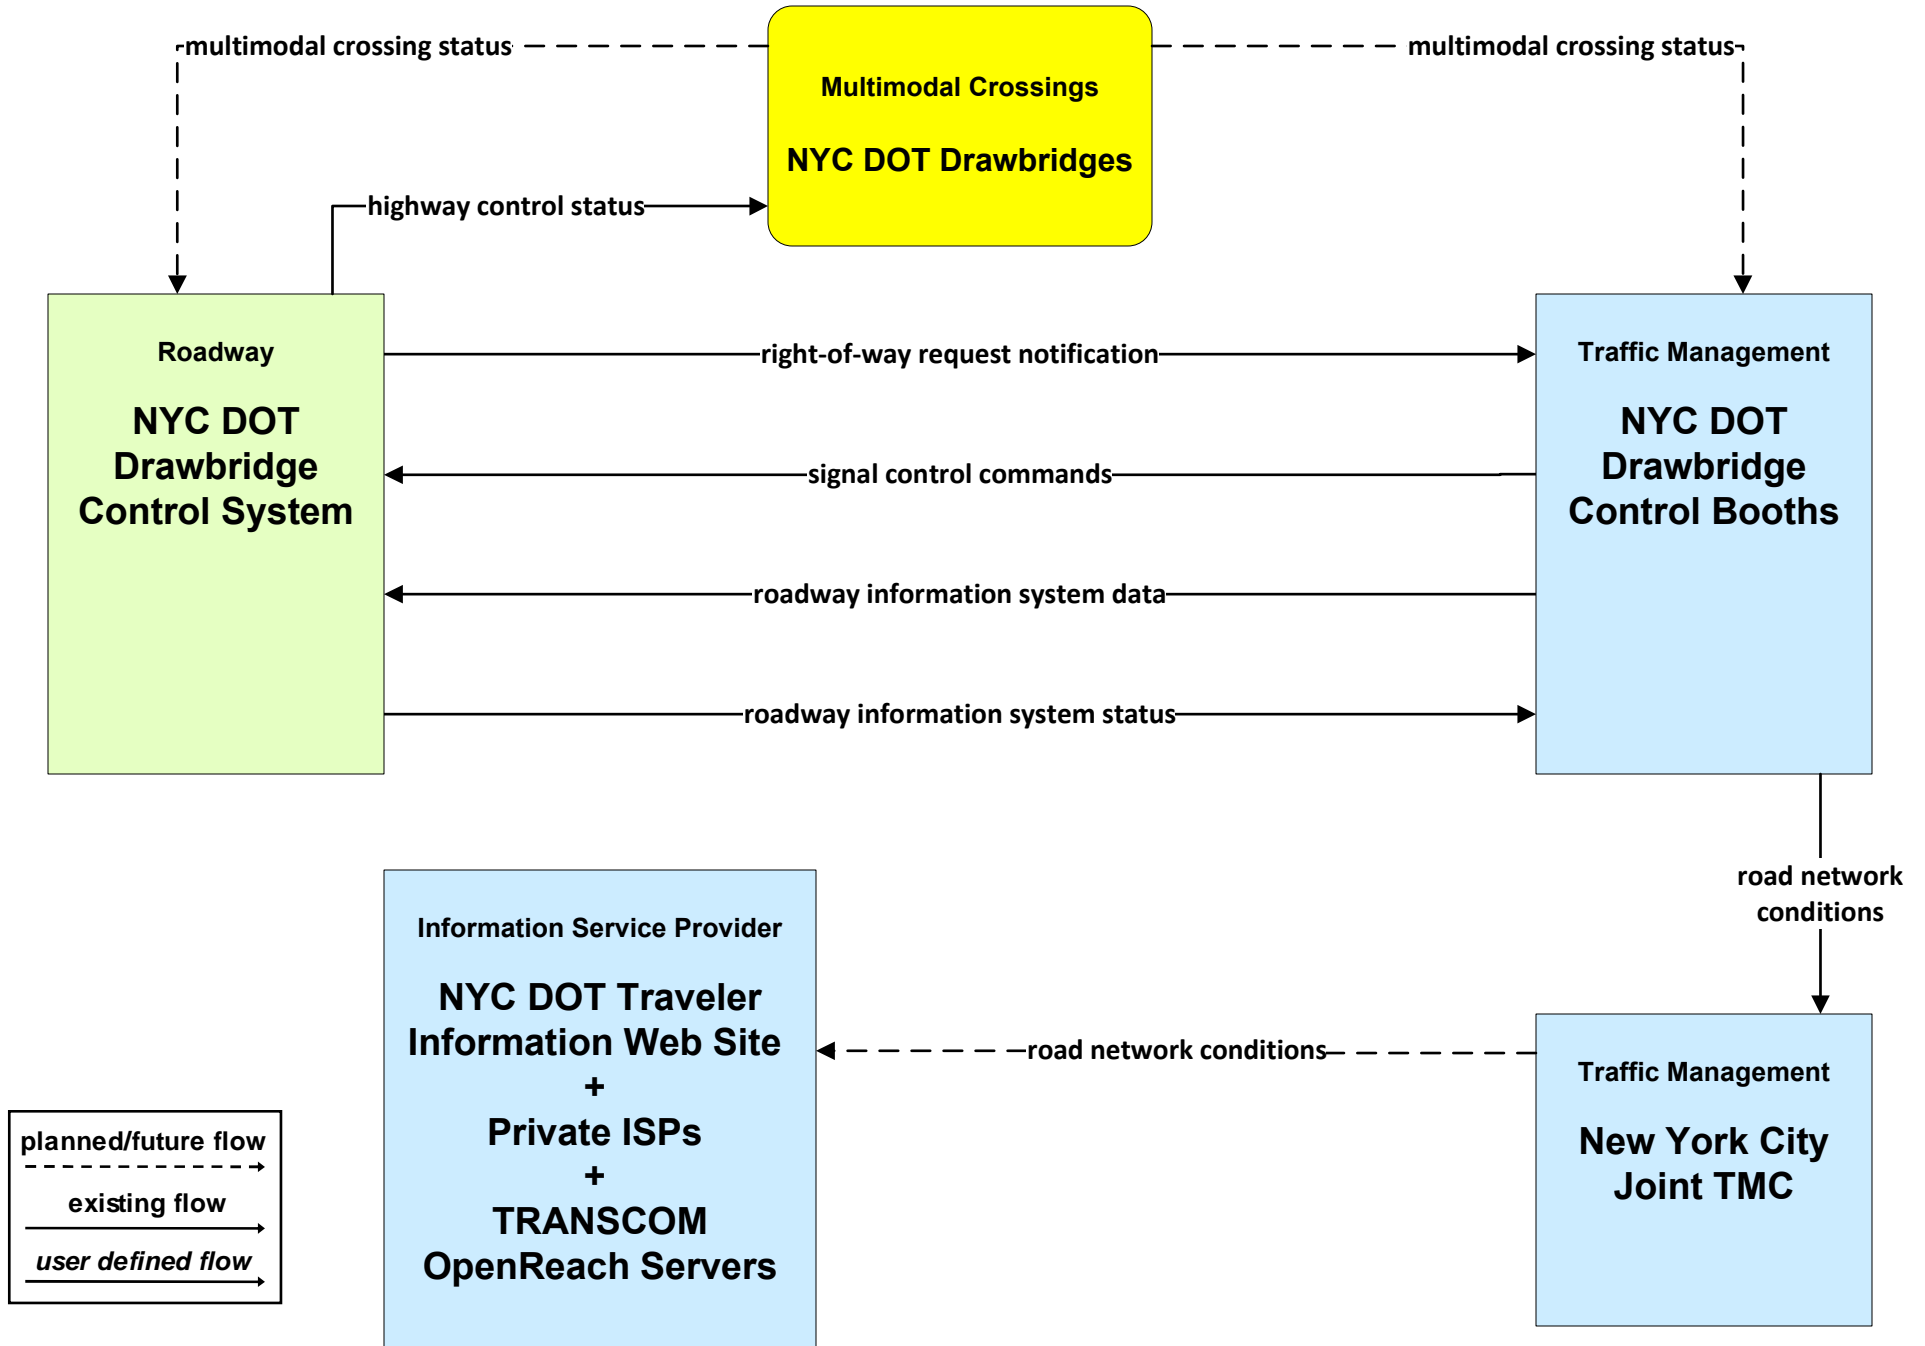 multimodal crossing status
multimodal crossing status
Multimodal Crossings
NYC DOT Drawbridges
highway control status
Roadway
NYC DOT
Drawbridge
Control System
right-of-way request notification
signal control commands
roadway information system data
roadway information system status
Traffic Management
NYC DOT
Drawbridge
Control Booths
road network
conditions
Information Service Provider
NYC DOT Traveler
Information Web Site
+
Private ISPs
+
TRANSCOM
OpenReach Servers
road network conditions
Traffic Management
New York City
Joint TMC
planned/future flow
existing flow
user defined flow